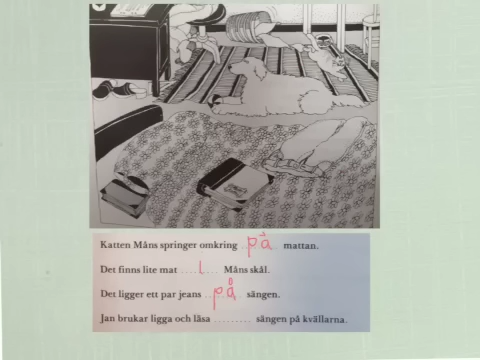 Katten Måns springer omkring på mattan.
Det finns lite mat i Måns skål.
Det ligger ett par jeans på sängen.
Jan brukar ligga och läsa ......... sängen på kvällarna.